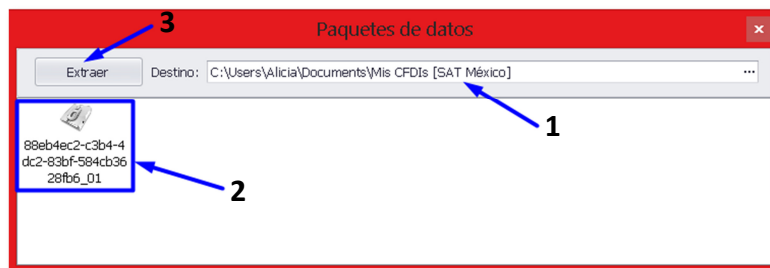 3
Paquetes de datos
Extraer
Destino: C:\Users\Alicia\Documents\Mis CFDIs [SAT México]
...
1
88eb4ec2-c3b4-4
dc2-83bf-584cb36
28fb6_01
2